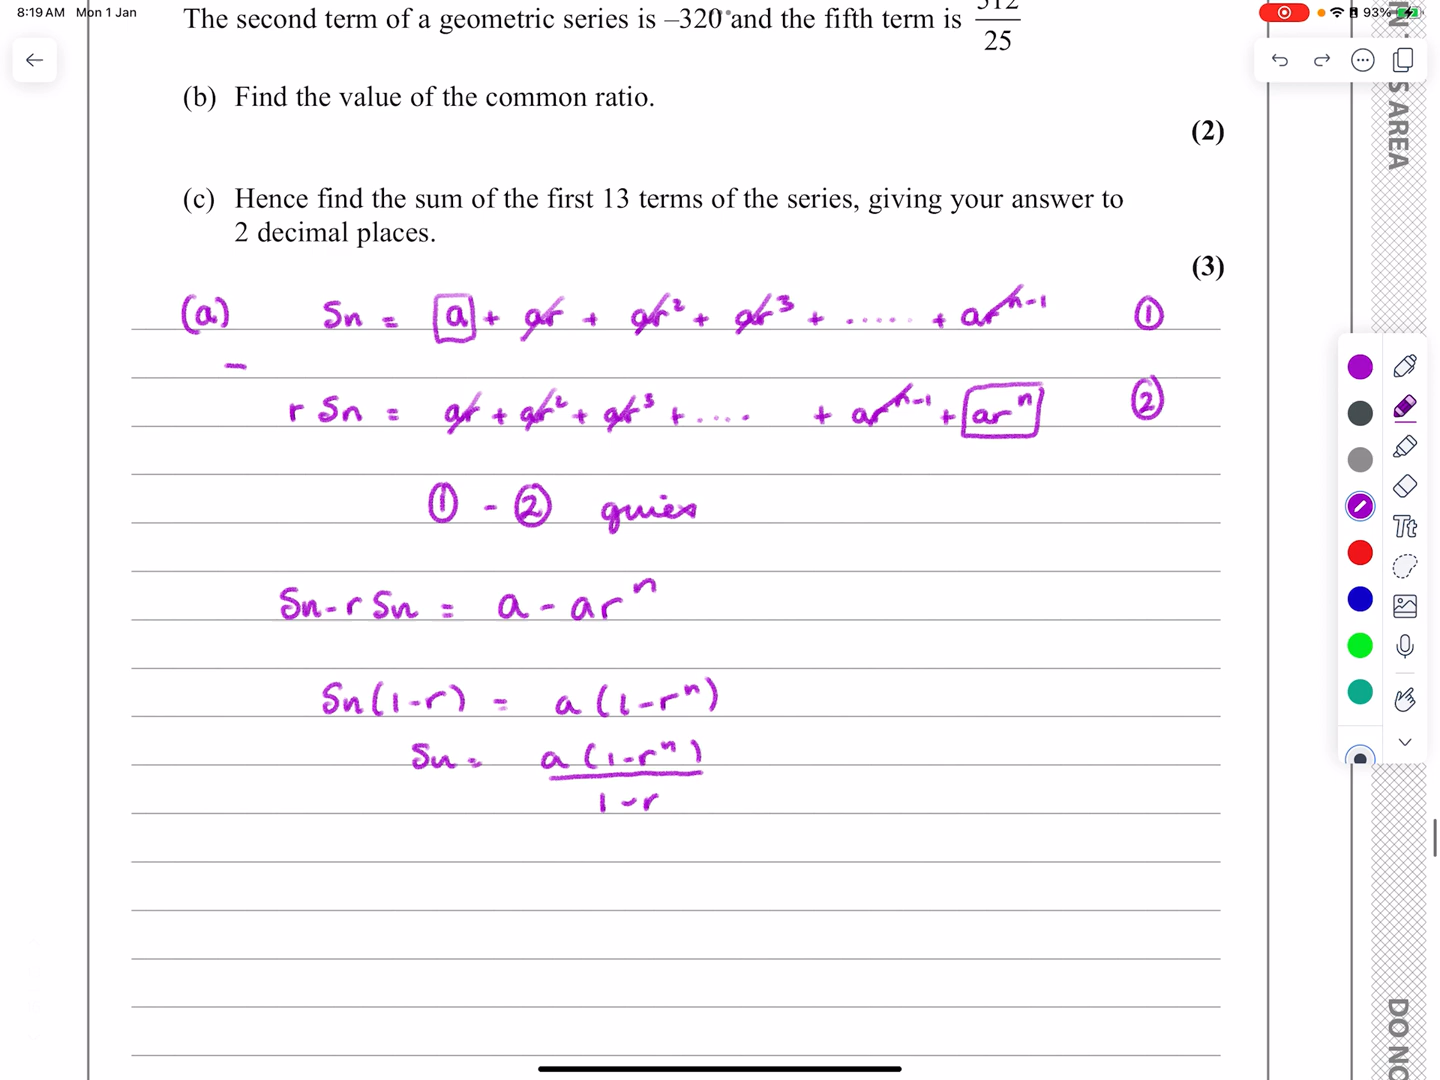 8:19 AM Mon 1 Jan
93%
The second term of a geometric series is –320 and the fifth term is 512/25
(b) Find the value of the common ratio.
(2)
(c) Hence find the sum of the first 13 terms of the series, giving your answer to
2 decimal places.
(3)
(a) Sn = a + ar + ar² + ar³ + ..... + arⁿ⁻¹ ①
–
r Sn = ar + ar² + ar³ + .... + arⁿ⁻¹ + arⁿ ②
① - ② gives
Sn - r Sn = a - arⁿ
Sn(1-r) = a(1-rⁿ)
Sn = a(1-rⁿ)
1-r
S AREA
DO NO
Tt